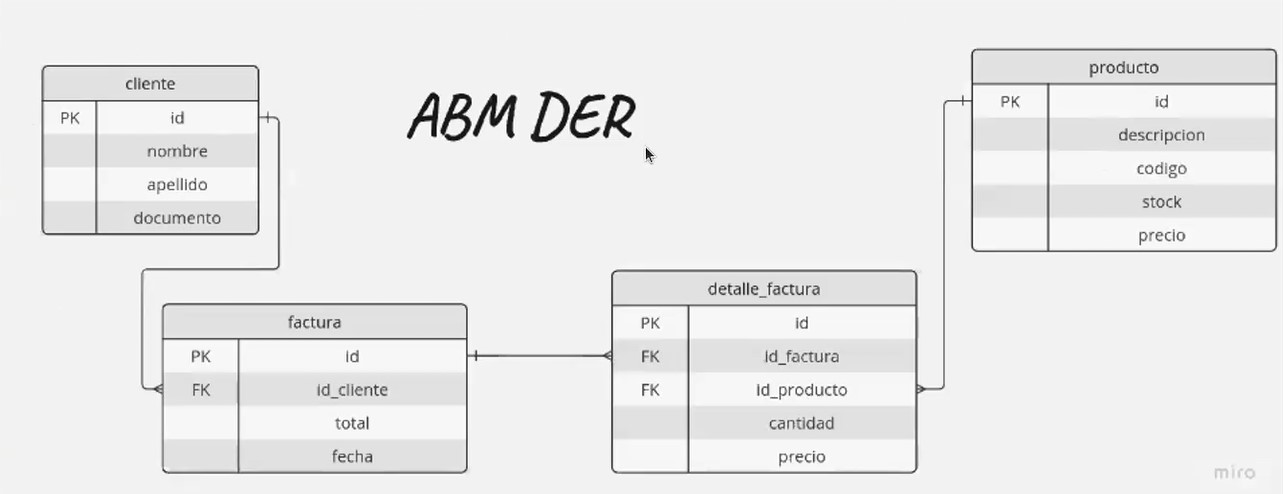 ABM DER
cliente
PK id
nombre
apellido
documento
factura
PK id
FK id_cliente
total
fecha
detalle_factura
PK id
FK id_factura
FK id_producto
cantidad
precio
producto
PK id
descripcion
codigo
stock
precio
miro